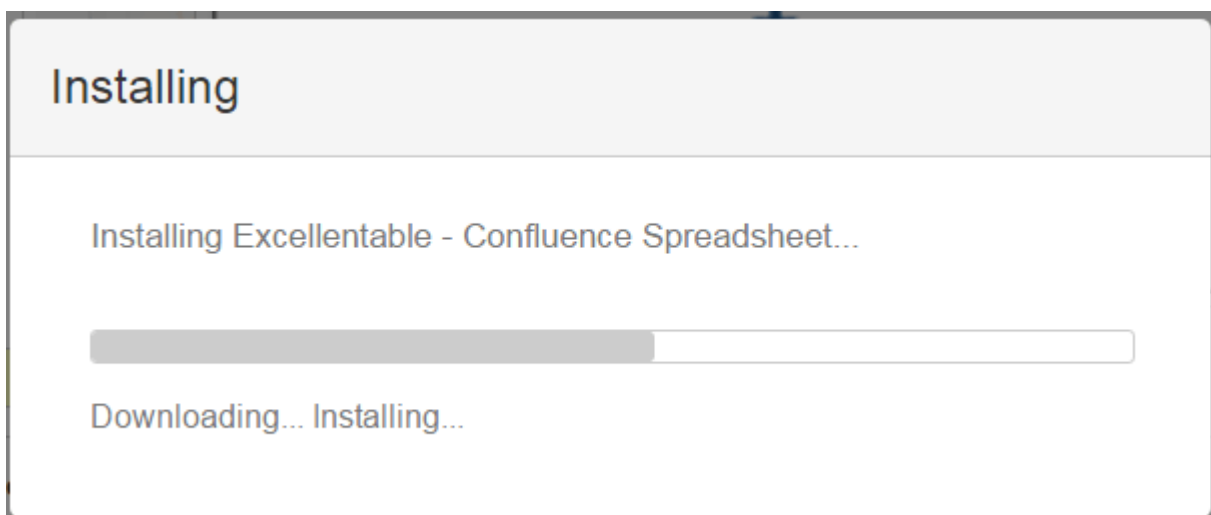 Installing
Installing Excellentable - Confluence Spreadsheet...
Downloading... Installing...